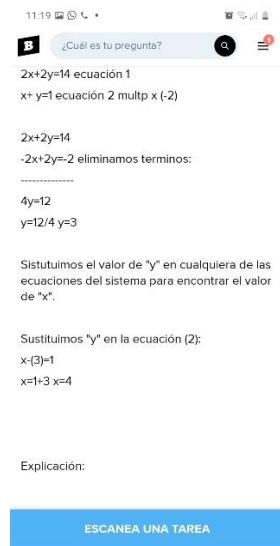 11:19
B
¿Cuál es tu pregunta?
1
2x+2y=14 ecuación 1
x+ y=1 ecuación 2 multp x (-2)
2x+2y=14
-2x+2y=-2 eliminamos terminos:
--------------
4y=12
y=12/4 y=3
Sistutuimos el valor de "y" en cualquiera de las
ecuaciones del sistema para encontrar el valor
de "x".
Sustituimos "y" en la ecuación (2):
x-(3)=1
x=1+3 x=4
Explicación:
ESCANEA UNA TAREA